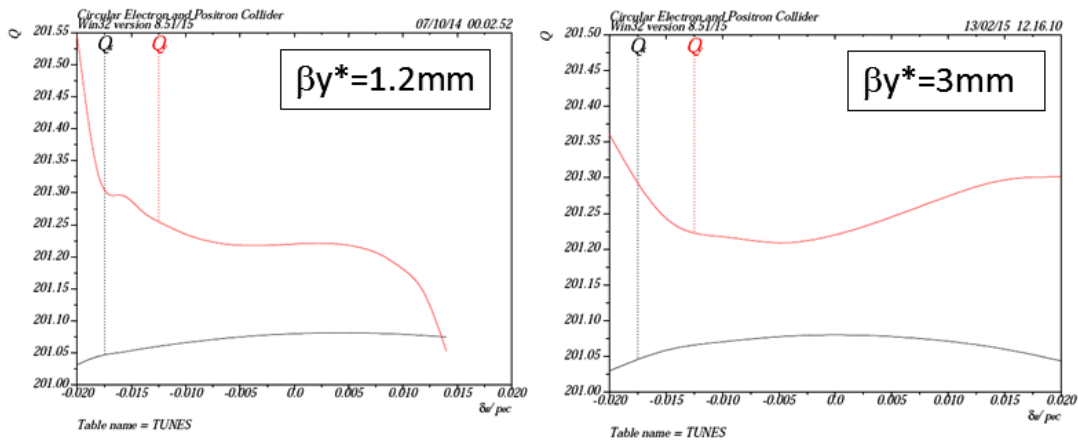 Circular Electron and Positron Collider
Win32 version 8.51/15 07/10/14 00.02.52
Q
201.55
201.50
201.45
201.40
201.35
201.30
201.25
201.20
201.15
201.10
201.05
201.00
Qx Qy
βy*=1.2mm
-0.020 -0.015 -0.010 -0.005 0.0 0.005 0.010 0.015 0.020
δE/ p0c
Table name = TUNES
Circular Electron and Positron Collider
Win32 version 8.51/15 13/02/15 12.16.10
Q
201.50
201.45
201.40
201.35
201.30
201.25
201.20
201.15
201.10
201.05
201.00
Qx Qy
βy*=3mm
-0.020 -0.015 -0.010 -0.005 0.0 0.005 0.010 0.015 0.020
δE/ p0c
Table name = TUNES